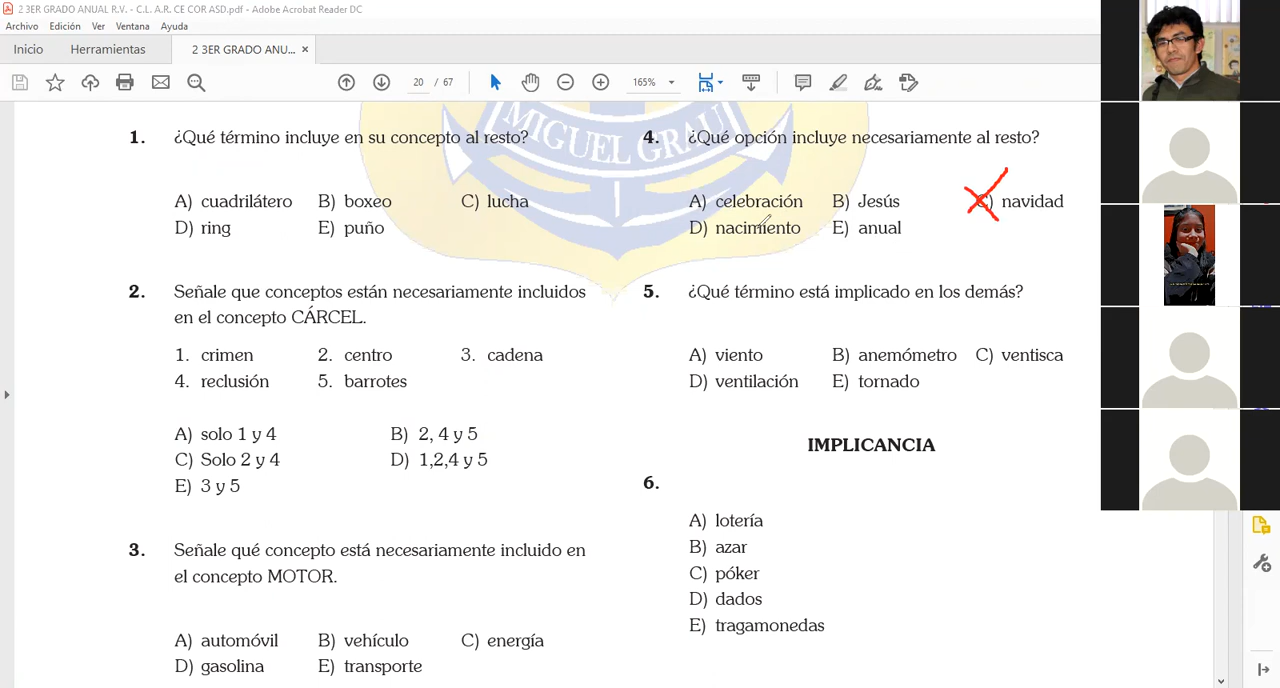 2 3ER GRADO ANUAL R.V. - C.L. A.R. CE COR ASD.pdf - Adobe Acrobat Reader DC
Archivo Edición Ver Ventana Ayuda
Inicio Herramientas 2 3ER GRADO ANU... ×
20 / 67 165%
MIGUEL GRAU
1. ¿Qué término incluye en su concepto al resto?
A) cuadrilátero B) boxeo C) lucha
D) ring E) puño
2. Señale que conceptos están necesariamente incluidos
en el concepto CÁRCEL.
1. crimen 2. centro 3. cadena
4. reclusión 5. barrotes
A) solo 1 y 4 B) 2, 4 y 5
C) Solo 2 y 4 D) 1,2,4 y 5
E) 3 y 5
3. Señale qué concepto está necesariamente incluido en
el concepto MOTOR.
A) automóvil B) vehículo C) energía
D) gasolina E) transporte
4. ¿Qué opción incluye necesariamente al resto?
A) celebración B) Jesús C) navidad
D) nacimiento E) anual
5. ¿Qué término está implicado en los demás?
A) viento B) anemómetro C) ventisca
D) ventilación E) tornado
IMPLICANCIA
6.
A) lotería
B) azar
C) póker
D) dados
E) tragamonedas